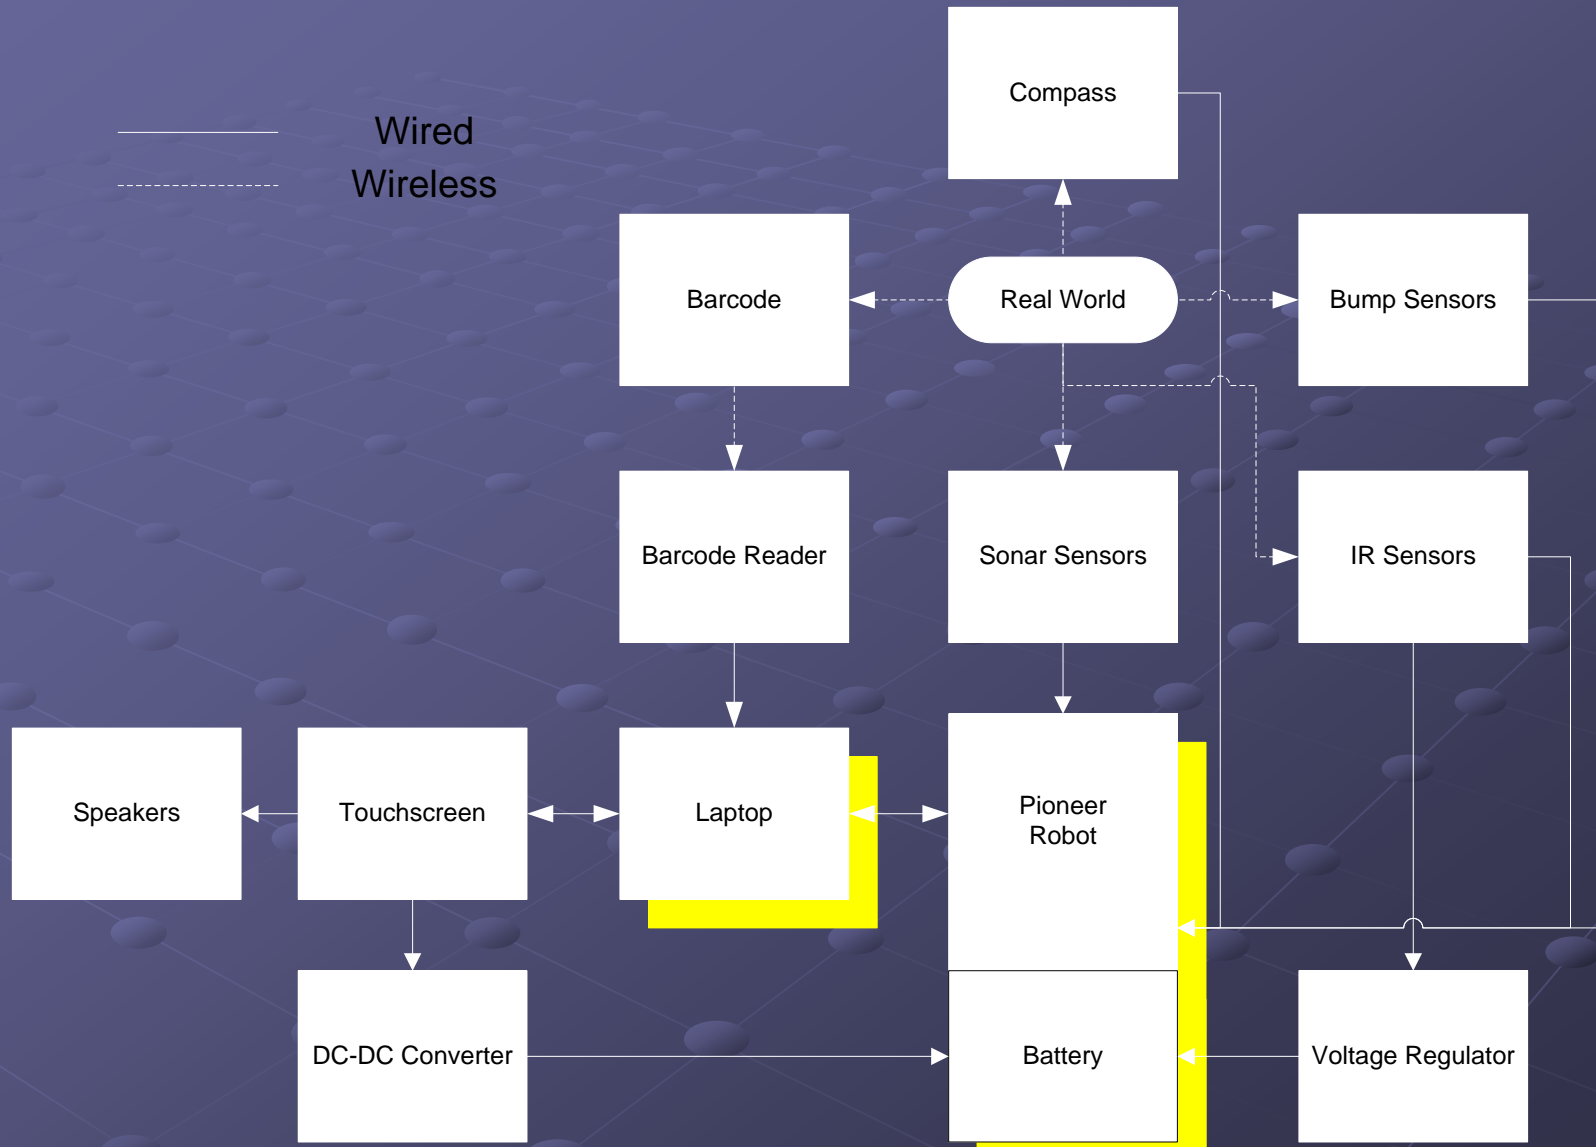 Compass
Wired
Wireless
Barcode
Real World
Bump Sensors
Barcode Reader
Sonar Sensors
IR Sensors
Speakers
Touchscreen
Laptop
Pioneer
Robot
DC-DC Converter
Battery
Voltage Regulator